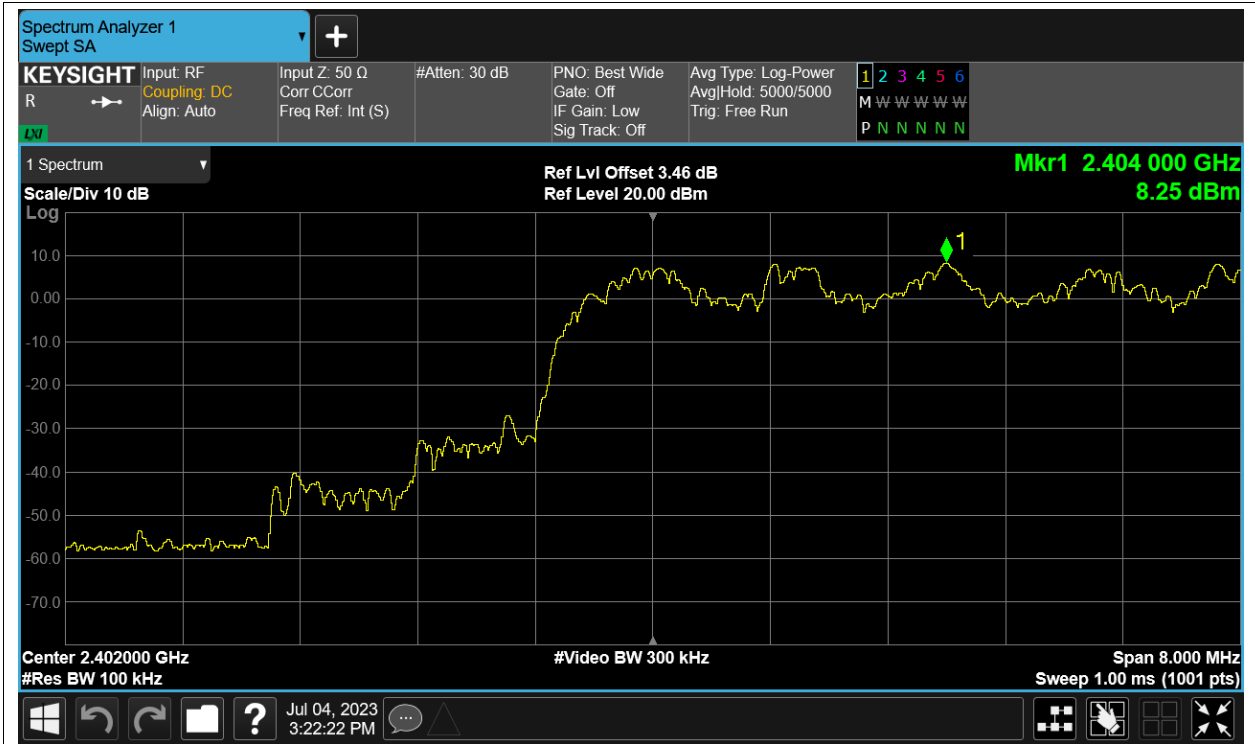 Spectrum Analyzer 1
Swept SA
+
KEYSIGHT
R
LXI
Input: RF
Coupling: DC
Align: Auto
Input Z: 50 Ω
Corr CCorr
Freq Ref: Int (S)
#Atten: 30 dB
PNO: Best Wide
Gate: Off
IF Gain: Low
Sig Track: Off
Avg Type: Log-Power
Avg|Hold: 5000/5000
Trig: Free Run
1 2 3 4 5 6
M W W W W W
P N N N N N
1 Spectrum
Scale/Div 10 dB
Log
Ref Lvl Offset 3.46 dB
Ref Level 20.00 dBm
Mkr1 2.404 000 GHz
8.25 dBm
1
10.0
0.00
-10.0
-20.0
-30.0
-40.0
-50.0
-60.0
-70.0
Center 2.402000 GHz
#Res BW 100 kHz
#Video BW 300 kHz
Span 8.000 MHz
Sweep 1.00 ms (1001 pts)
?
Jul 04, 2023
3:22:22 PM